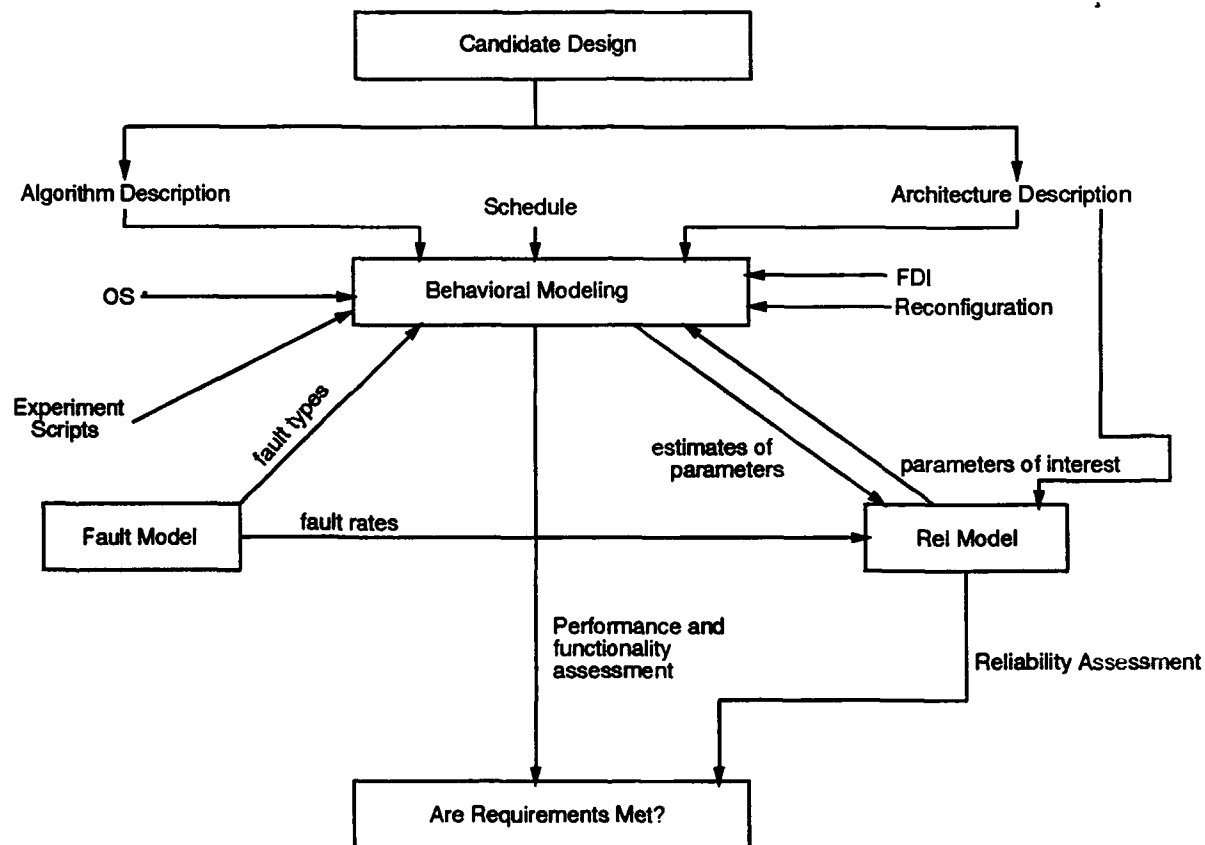 Candidate Design
Algorithm Description
Schedule
Architecture Description
Behavioral Modeling
OS
FDI
Reconfiguration
Experiment
Scripts
fault types
estimates of
parameters
parameters of interest
Fault Model
fault rates
Rel Model
Performance and
functionality
assessment
Reliability Assessment
Are Requirements Met?